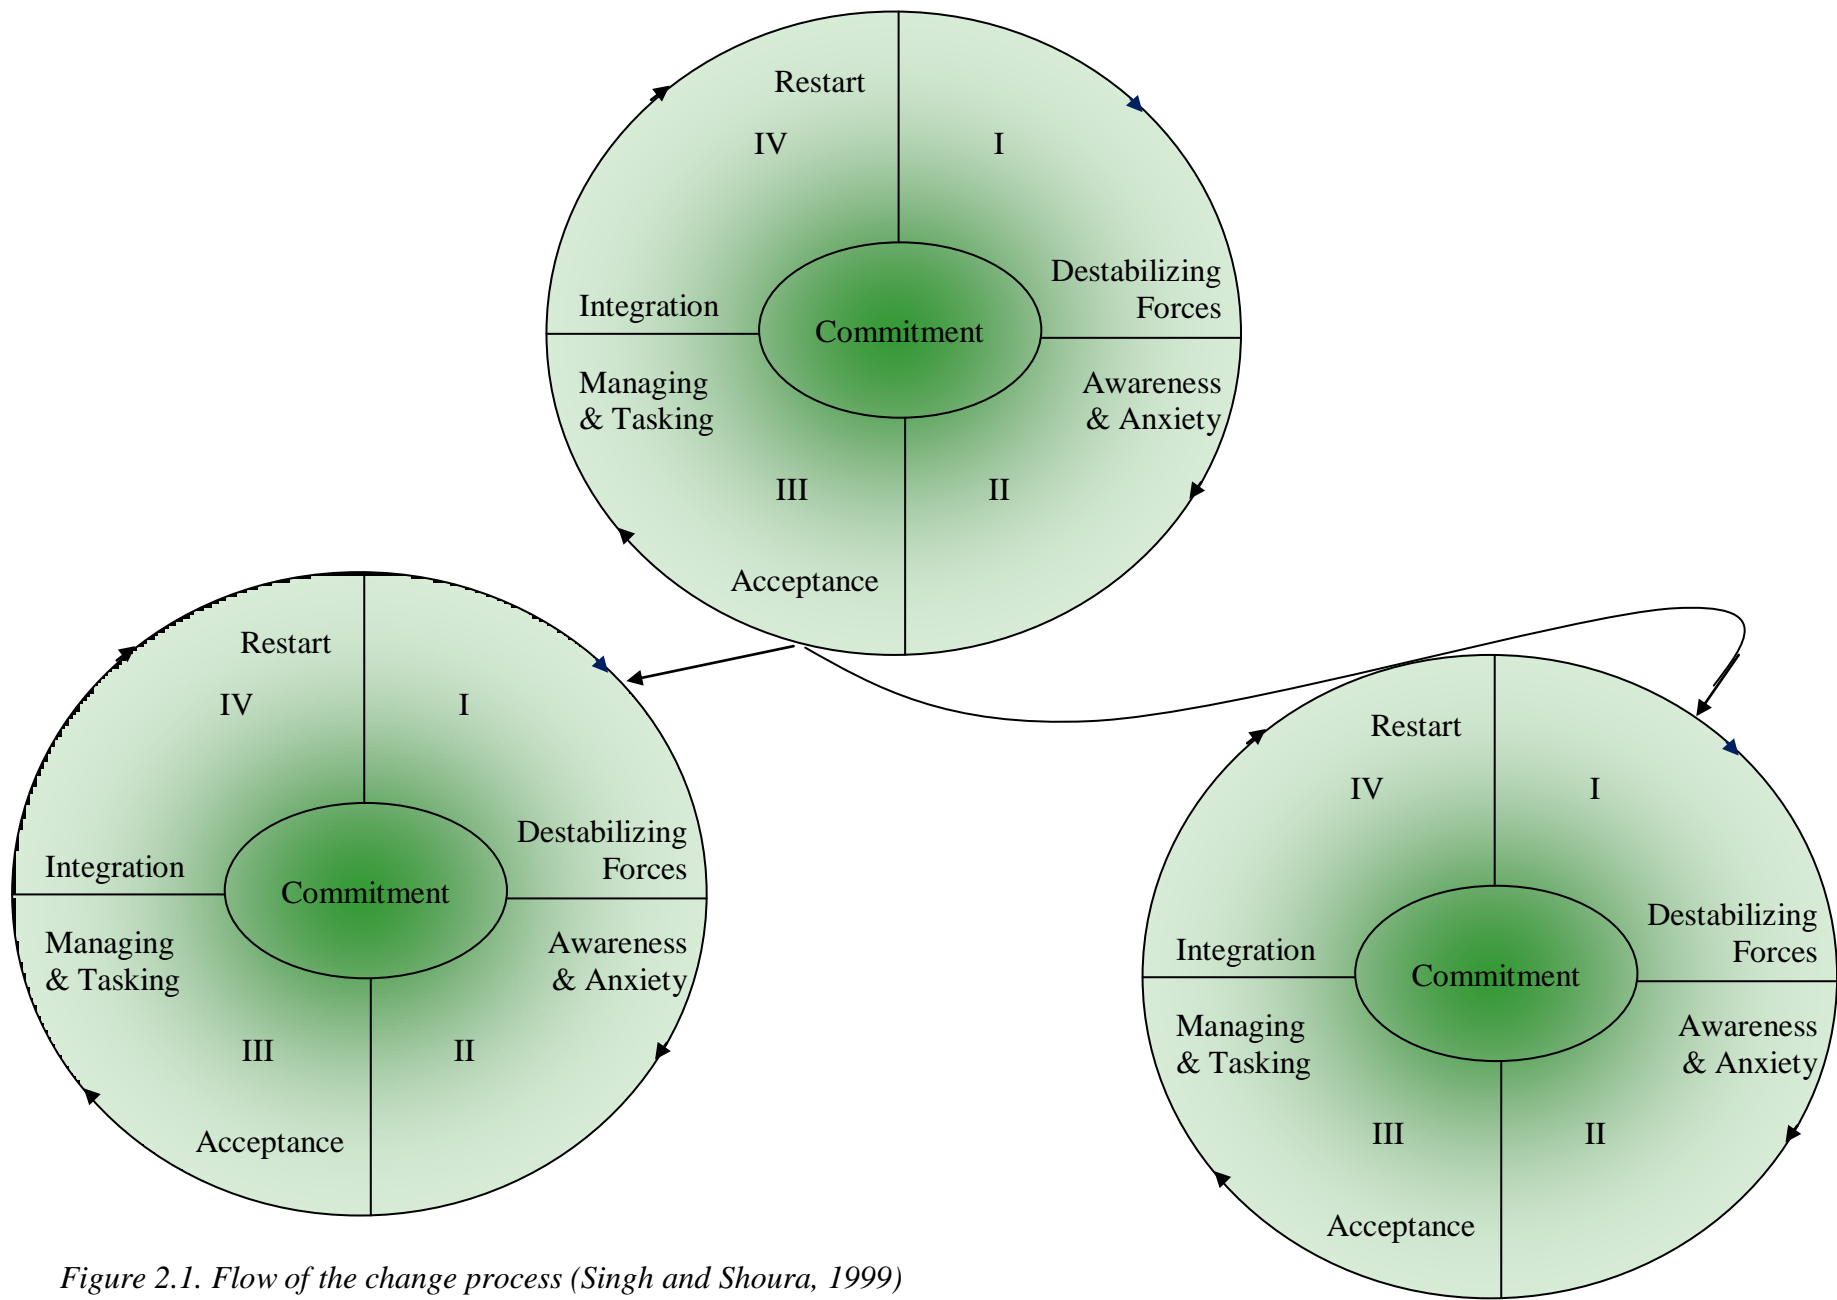 Restart
IV
I
Destabilizing
Forces
Integration
Commitment
Managing
& Tasking
Awareness
& Anxiety
III
II
Acceptance
Restart
IV
I
Destabilizing
Forces
Integration
Commitment
Managing
& Tasking
Awareness
& Anxiety
III
II
Acceptance
Restart
IV
I
Destabilizing
Forces
Integration
Commitment
Managing
& Tasking
Awareness
& Anxiety
III
II
Acceptance
Figure 2.1. Flow of the change process (Singh and Shoura, 1999)